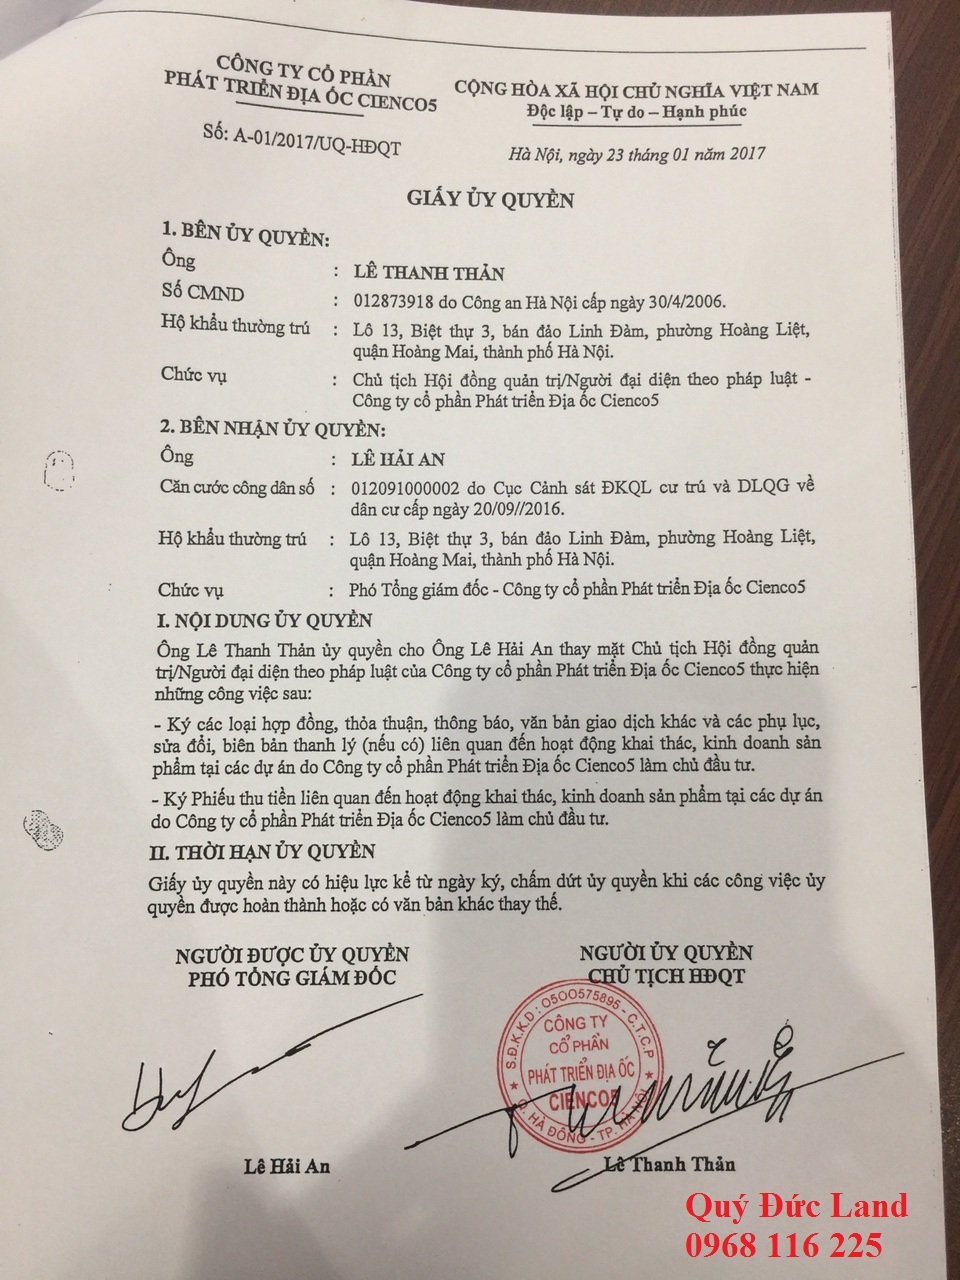 CÔNG TY CỔ PHẦN
PHÁT TRIỂN ĐỊA ỐC CIENCO5
Số: A-01/2017/UQ-HĐQT
CỘNG HÒA XÃ HỘI CHỦ NGHĨA VIỆT NAM
Độc lập – Tự do – Hạnh phúc
Hà Nội, ngày 23 tháng 01 năm 2017
GIẤY ỦY QUYỀN
1. BÊN ỦY QUYỀN:
Ông : LÊ THANH THẢN
Số CMND : 012873918 do Công an Hà Nội cấp ngày 30/4/2006.
Hộ khẩu thường trú : Lô 13, Biệt thự 3, bán đảo Linh Đàm, phường Hoàng Liệt,
quận Hoàng Mai, thành phố Hà Nội.
Chức vụ : Chủ tịch Hội đồng quản trị/Người đại diện theo pháp luật -
Công ty cổ phần Phát triển Địa ốc Cienco5
2. BÊN NHẬN ỦY QUYỀN:
Ông : LÊ HẢI AN
Căn cước công dân số : 012091000002 do Cục Cảnh sát ĐKQL cư trú và DLQG về
dân cư cấp ngày 20/09//2016.
Hộ khẩu thường trú : Lô 13, Biệt thự 3, bán đảo Linh Đàm, phường Hoàng Liệt,
quận Hoàng Mai, thành phố Hà Nội.
Chức vụ : Phó Tổng giám đốc - Công ty cổ phần Phát triển Địa ốc Cienco5
I. NỘI DUNG ỦY QUYỀN
Ông Lê Thanh Thản ủy quyền cho Ông Lê Hải An thay mặt Chủ tịch Hội đồng quản
trị/Người đại diện theo pháp luật của Công ty cổ phần Phát triển Địa ốc Cienco5 thực hiện
những công việc sau:
- Ký các loại hợp đồng, thỏa thuận, thông báo, văn bản giao dịch khác và các phụ lục,
sửa đổi, biên bản thanh lý (nếu có) liên quan đến hoạt động khai thác, kinh doanh sản
phẩm tại các dự án do Công ty cổ phần Phát triển Địa ốc Cienco5 làm chủ đầu tư.
- Ký Phiếu thu tiền liên quan đến hoạt động khai thác, kinh doanh sản phẩm tại các dự án
do Công ty cổ phần Phát triển Địa ốc Cienco5 làm chủ đầu tư.
II. THỜI HẠN ỦY QUYỀN
Giấy ủy quyền này có hiệu lực kể từ ngày ký, chấm dứt ủy quyền khi các công việc ủy
quyền được hoàn thành hoặc có văn bản khác thay thế.
NGƯỜI ĐƯỢC ỦY QUYỀN
PHÓ TỔNG GIÁM ĐỐC
NGƯỜI ỦY QUYỀN
CHỦ TỊCH HĐQT
S.Đ.K.K.D: 0500575895 - C.T.C.P
CÔNG TY
CỔ PHẦN
PHÁT TRIỂN ĐỊA ỐC
CIENCO5
Q. HÀ ĐÔNG - TP. HÀ NỘI
Lê Hải An
Lê Thanh Thản
Quý Đức Land
0968 116 225